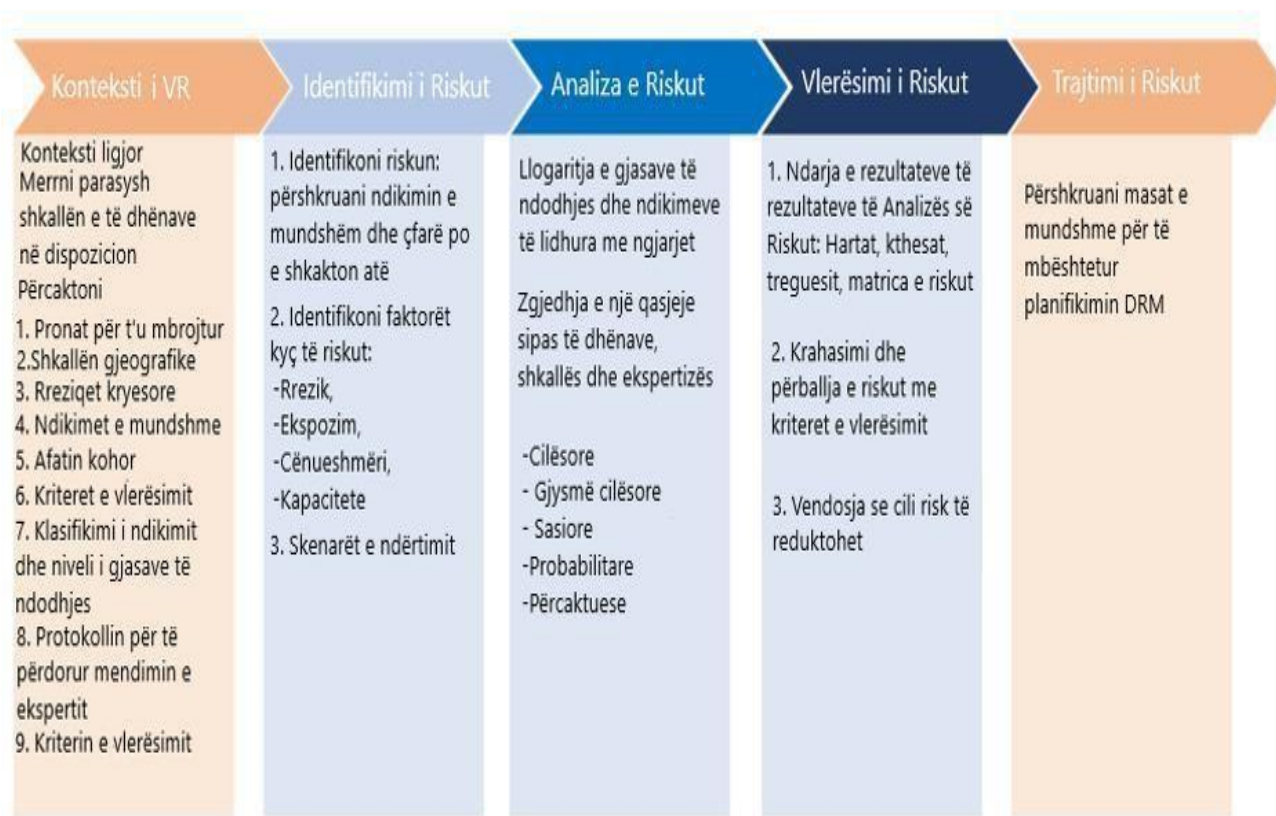 Konteksti i VR
Konteksti ligjor
Merrni parasysh
shkallën e të dhënave
në dispozicion
Përcaktoni
1. Pronat për t'u mbrojtur
2.Shkallën gjeografike
3. Rreziqet kryesore
4. Ndikimet e mundshme
5. Afatin kohor
6. Kriteret e vlerësimit
7. Klasifikimi i ndikimit
dhe niveli i gjasave të
ndodhjes
8. Protokollin për të
përdorur mendimin e
ekspertit
9. Kriterin e vlerësimit
Identifikimi i Riskut
1. Identifikoni riskun:
përshkruani ndikimin e
mundshëm dhe çfarë po
e shkakton atë
2. Identifikoni faktorët
kyç të riskut:
-Rrezik,
-Ekspozim,
-Cënueshmëri,
-Kapacitete
3. Skenarët e ndërtimit
Analiza e Riskut
Llogaritja e gjasave të
ndodhjes dhe ndikimeve
të lidhura me ngjarjet
Zgjedhja e një qasjeje
sipas të dhënave,
shkallës dhe ekspertizës
-Cilësore
- Gjysmë cilësore
- Sasiore
-Probabilitare
-Përcaktuese
Vlerësimi i Riskut
1. Ndarja e rezultateve të
rezultateve të Analizës së
Riskut: Hartat, kthesat,
treguesit, matrica e riskut
2. Krahasimi dhe
përballja e riskut me
kriteret e vlerësimit
3. Vendosja se cili risk të
reduktohet
Trajtimi i Riskut
Përshkruani masat e
mundshme për të
mbështetur
planifikimin DRM